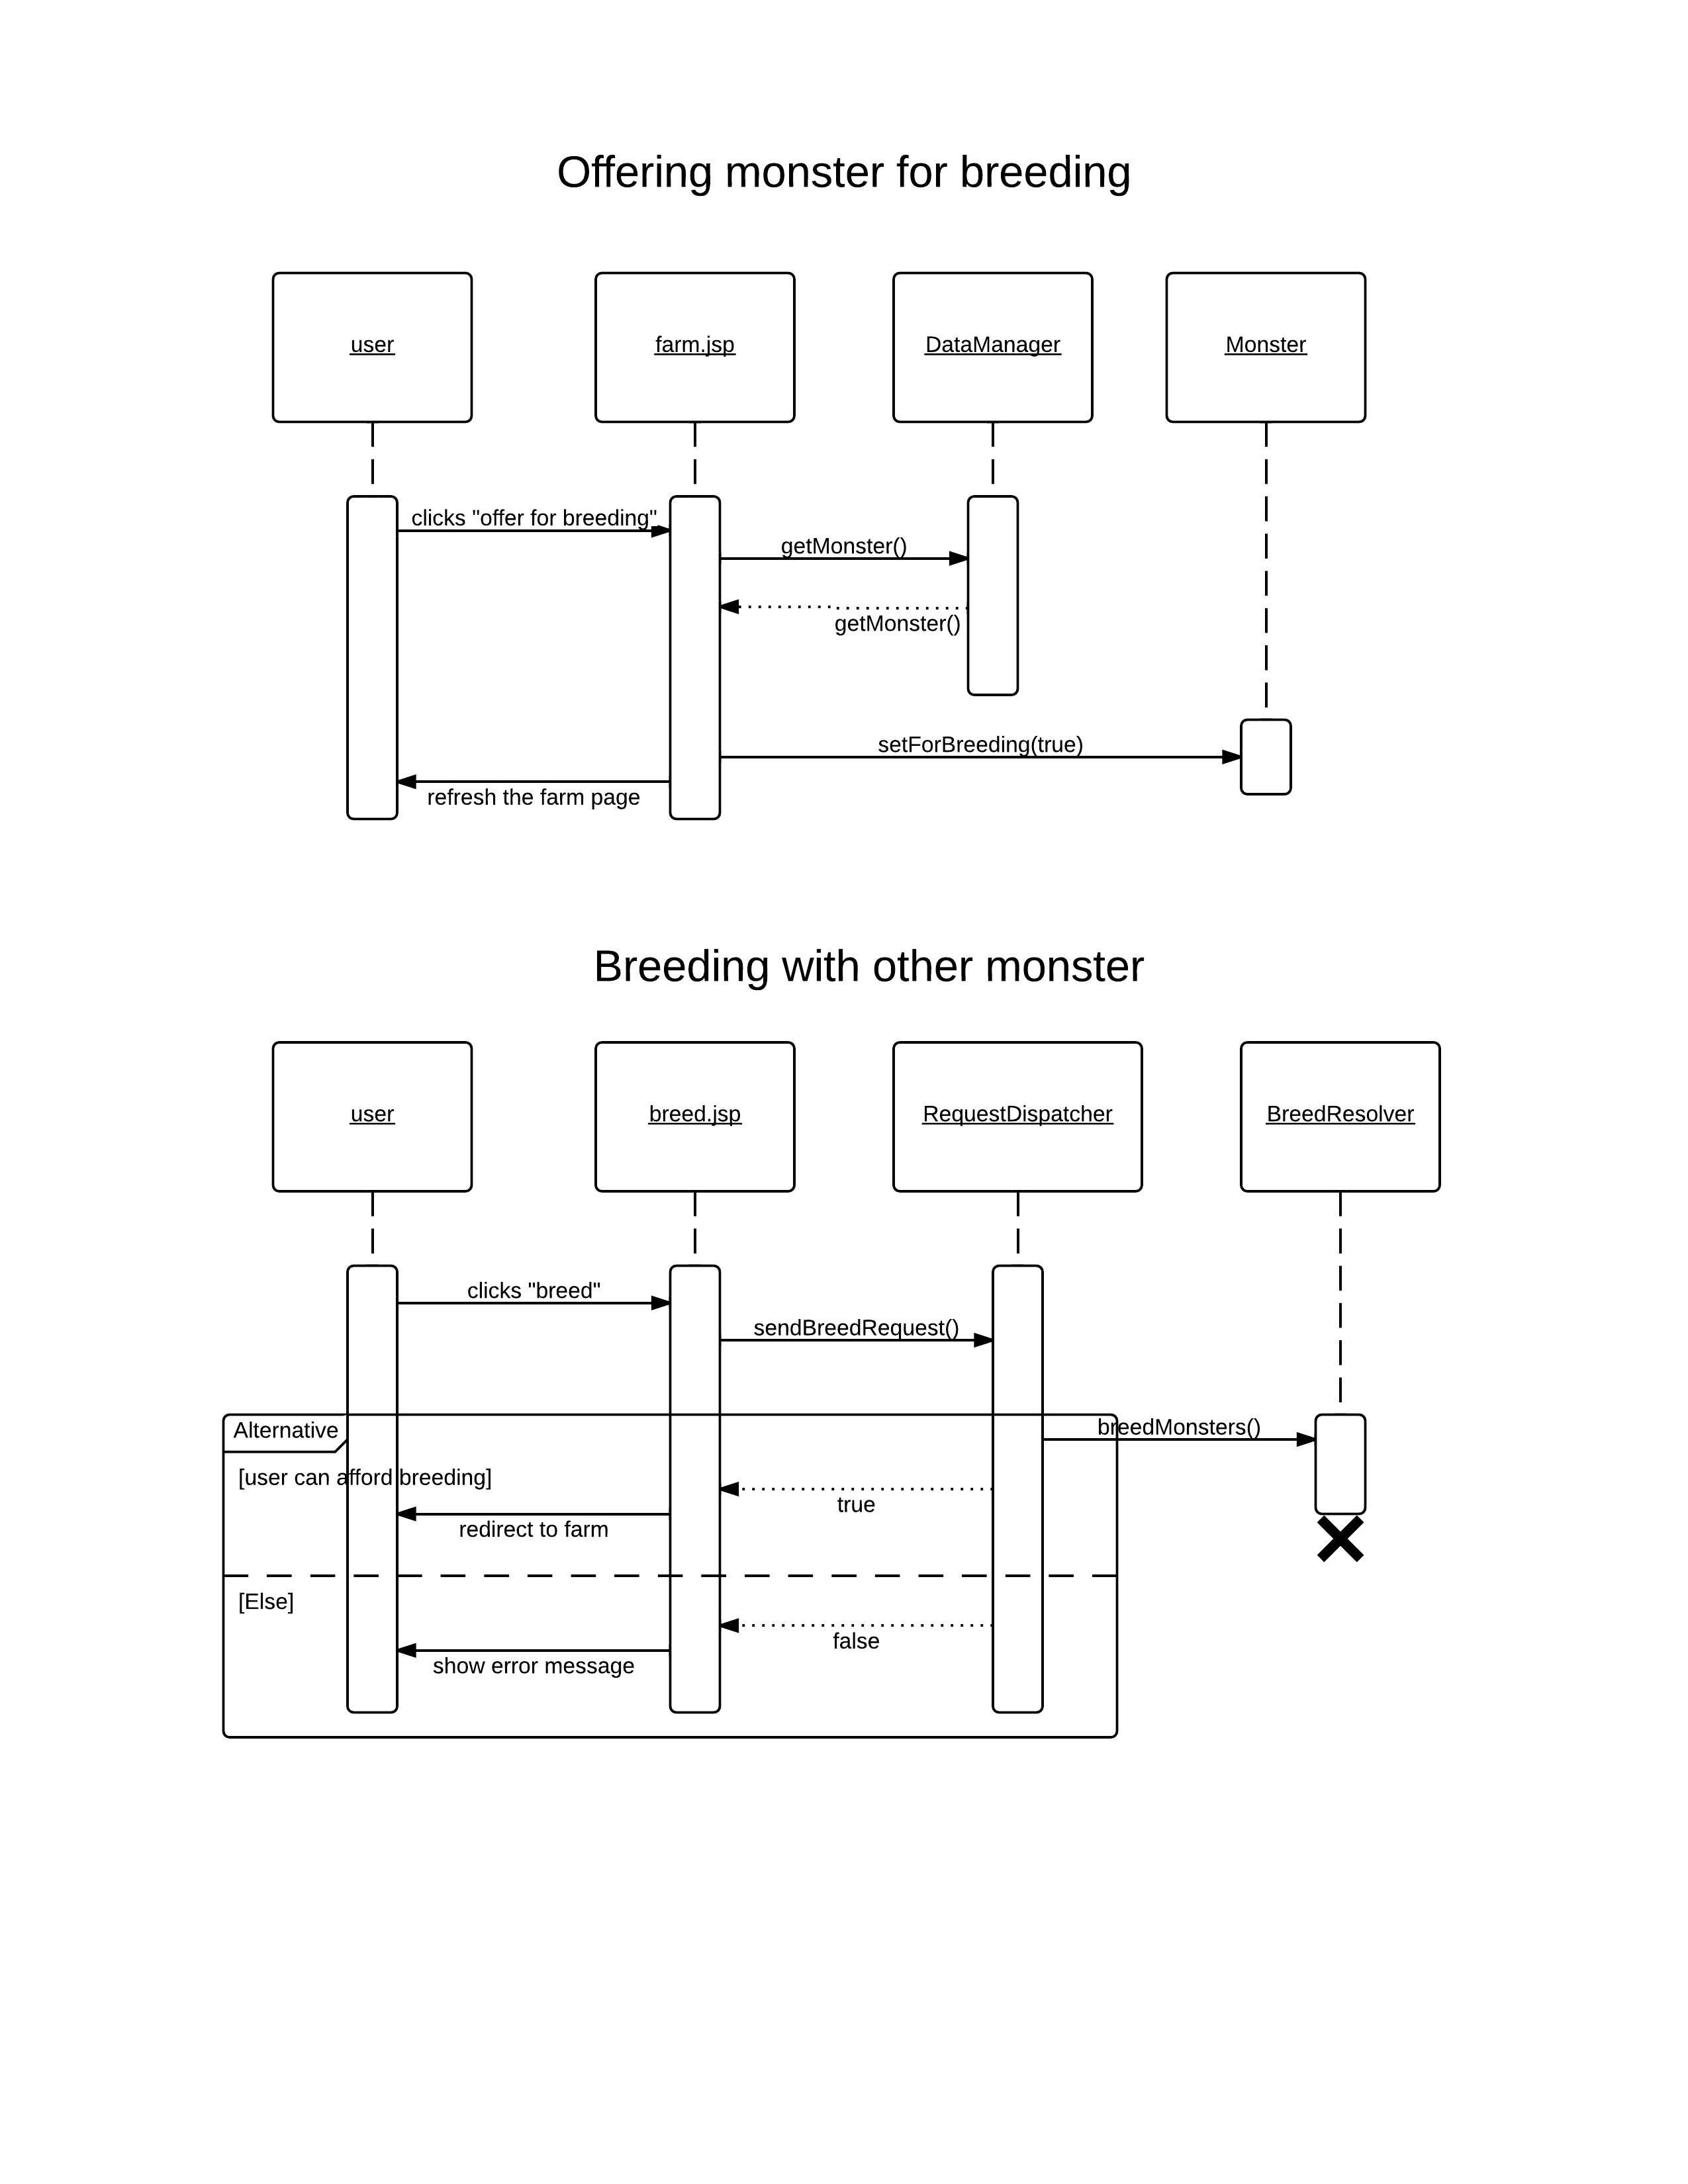 Offering monster for breeding
user
farm.jsp
DataManager
Monster
clicks "offer for breeding"
getMonster()
getMonster()
setForBreeding(true)
refresh the farm page
Breeding with other monster
user
breed.jsp
RequestDispatcher
BreedResolver
clicks "breed"
sendBreedRequest()
Alternative
breedMonsters()
[user can afford breeding]
true
redirect to farm
[Else]
false
show error message